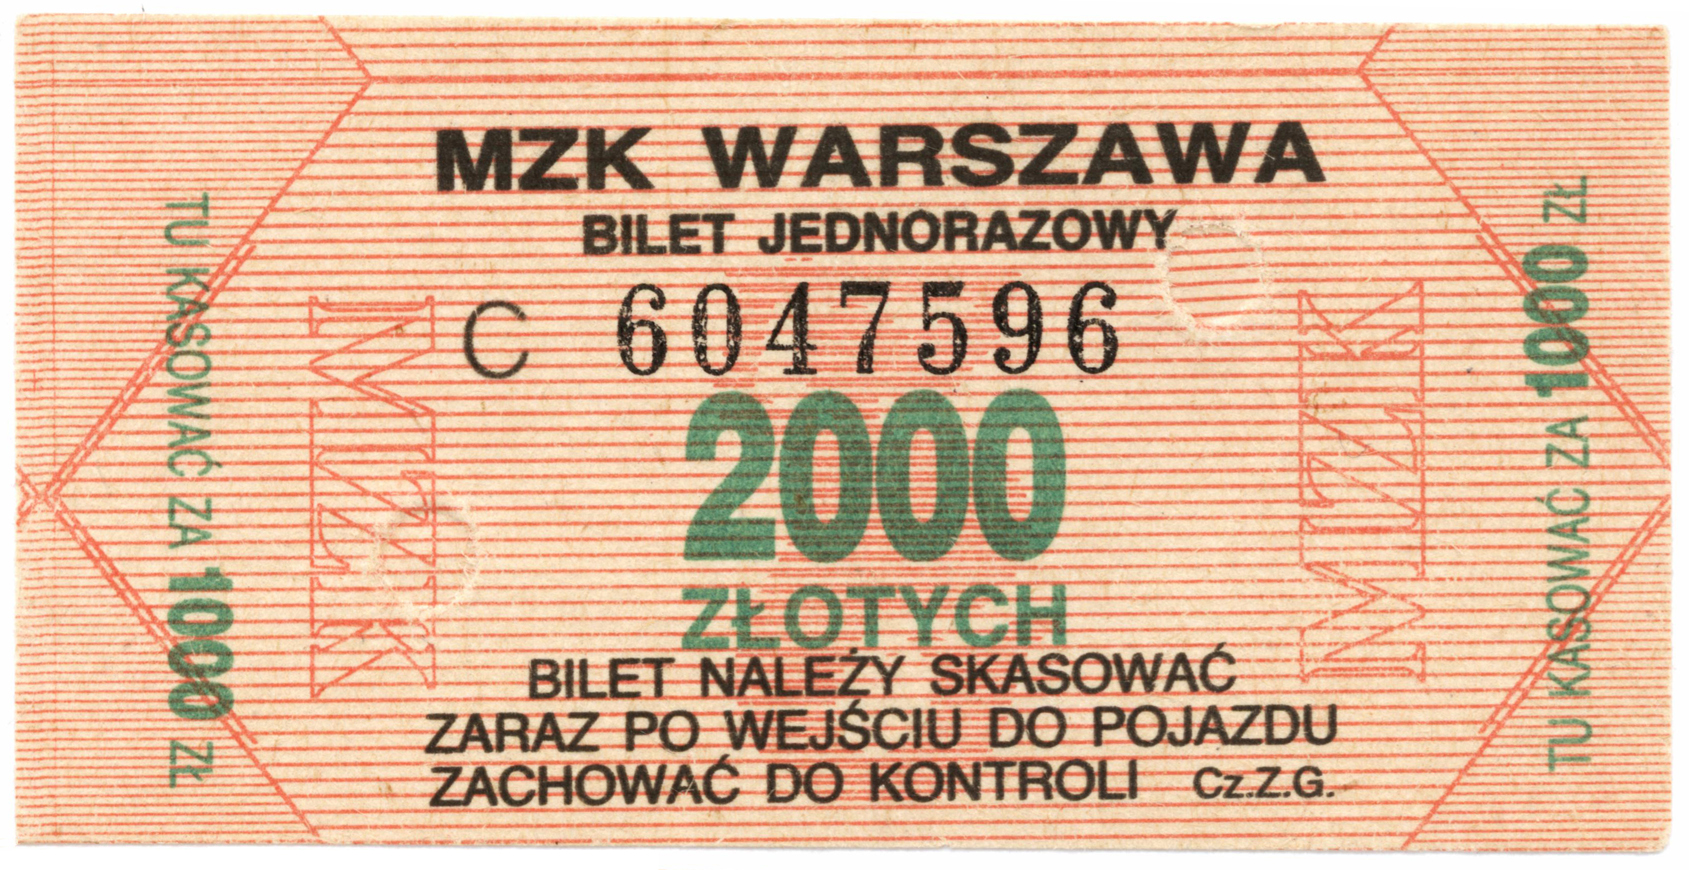 MZK WARSZAWA
BILET JEDNORAZOWY
C 6047596
2000
ZŁOTYCH
BILET NALEŻY SKASOWAĆ
ZARAZ PO WEJŚCIU DO POJAZDU
ZACHOWAĆ DO KONTROLI Cz.Z.G.
TU KASOWAĆ ZA 1000 ZŁ
MZK
MZK
TU KASOWAĆ ZA 1000 ZŁ